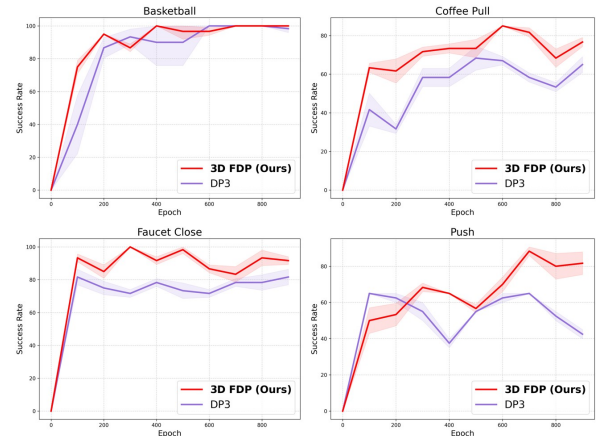 Basketball
100
80
60
40
20
0
Success Rate
3D FDP (Ours)
DP3
0 200 400 600 800
Epoch
Coffee Pull
80
60
40
20
0
Success Rate
3D FDP (Ours)
DP3
0 200 400 600 800
Epoch
Faucet Close
100
80
60
40
20
0
Success Rate
3D FDP (Ours)
DP3
0 200 400 600 800
Epoch
Push
80
60
40
20
0
Success Rate
3D FDP (Ours)
DP3
0 200 400 600 800
Epoch